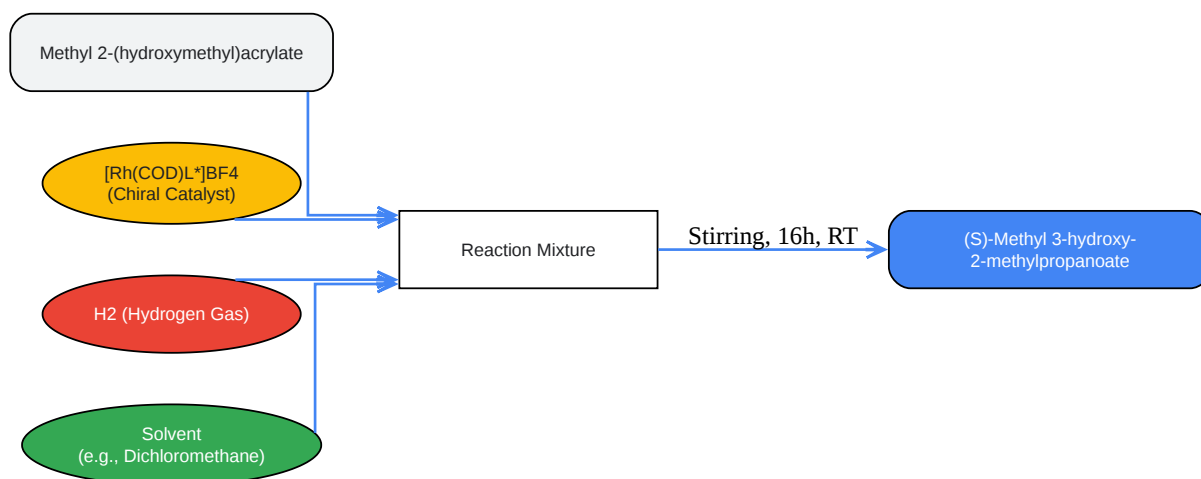 Methyl 2-(hydroxymethyl)acrylate
[Rh(COD)L*]BF4
(Chiral Catalyst)
Reaction Mixture
Stirring, 16h, RT
(S)-Methyl 3-hydroxy-
2-methylpropanoate
H2 (Hydrogen Gas)
Solvent
(e.g., Dichloromethane)